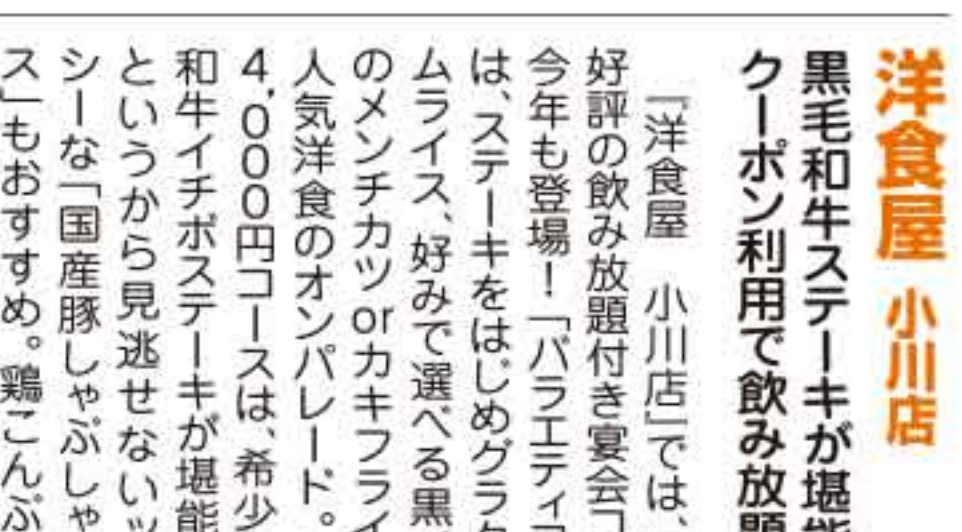 洋食屋 小川店
黒毛和牛ステーキが堪能
クーポン利用で飲み放題
『洋食屋 小川店』では、
好評の飲み放題付き宴会コ
今年も登場！「バラエティコ
は、ステーキをはじめグラタ
ムライス、好みで選べる黒
のメンチカツorカキフライ
人気洋食のオンパレード。
4,000円コースは、希少
和牛イチボステーキが堪能
というから見逃せないッ
シーな「国産豚しゃぶしゃ
ス」もおすすめ。鶏こんぶ